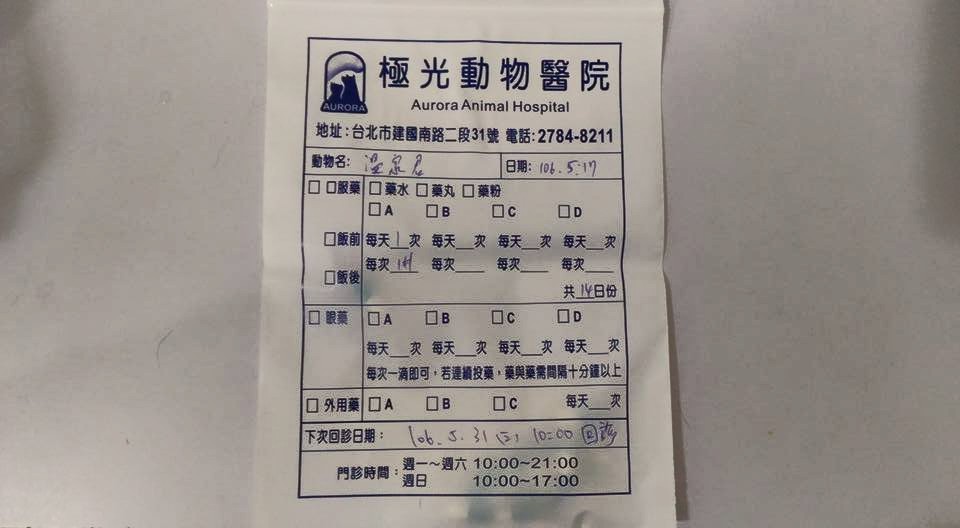 極光動物醫院
AURORA
Aurora Animal Hospital
地址:台北市建國南路二段31號 電話:2784-8211
動物名: 溫泉君 日期: 106.5.17
□ 口服藥 □ 藥水 □ 藥丸 □ 藥粉
□A □B □C □D
□飯前 每天1次 每天__次 每天__次 每天__次
每次 每次__ 每次__ 每次__
□飯後
共14日份
□ 眼藥 □A □B □C □D
每天__次 每天__次 每天__次 每天__次
每次一滴即可,若連續投藥,藥與藥需間隔十分鐘以上
□ 外用藥 □A □B □C 每天__次
下次回診日期: 106.5.31(三) 10:00 回診
門診時間: 週一~週六 10:00~21:00
週日 10:00~17:00